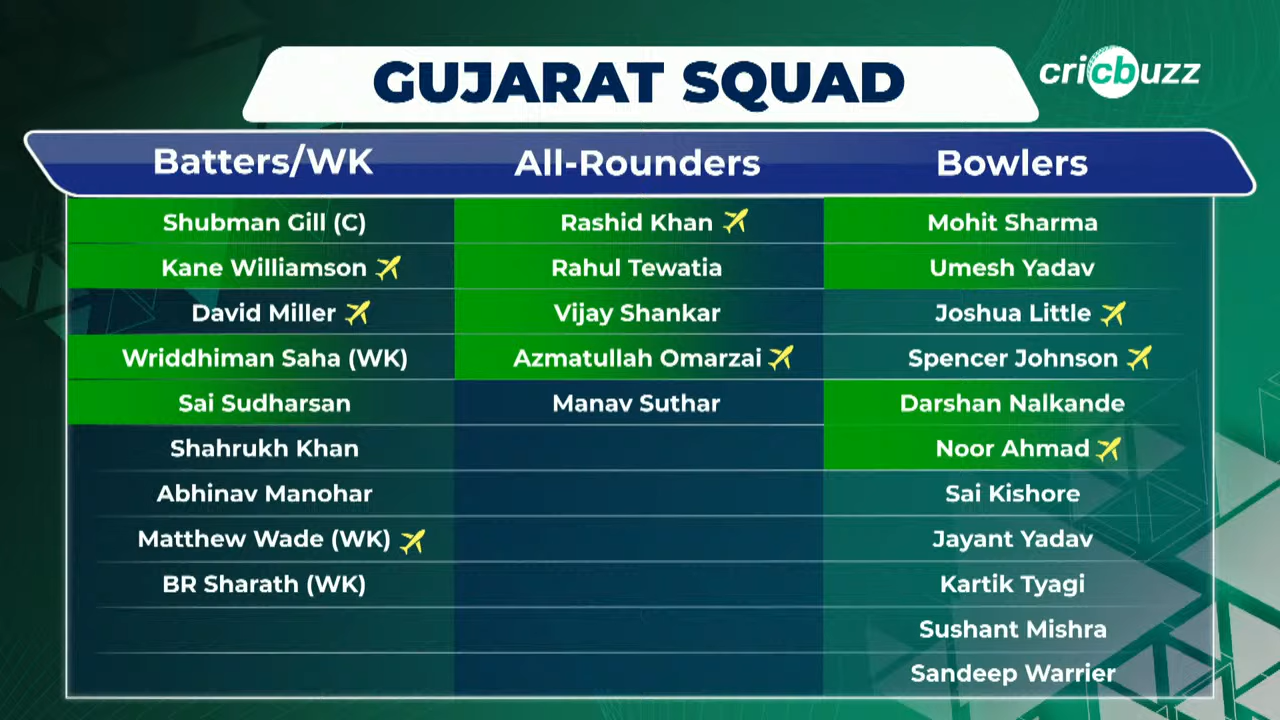 GUJARAT SQUAD
cricbuzz
Batters/WK All-Rounders Bowlers
Shubman Gill (C) Rashid Khan Mohit Sharma
Kane Williamson Rahul Tewatia Umesh Yadav
David Miller Vijay Shankar Joshua Little
Wriddhiman Saha (WK) Azmatullah Omarzai Spencer Johnson
Sai Sudharsan Manav Suthar Darshan Nalkande
Shahrukh Khan Noor Ahmad
Abhinav Manohar Sai Kishore
Matthew Wade (WK) Jayant Yadav
BR Sharath (WK) Kartik Tyagi
Sushant Mishra
Sandeep Warrier